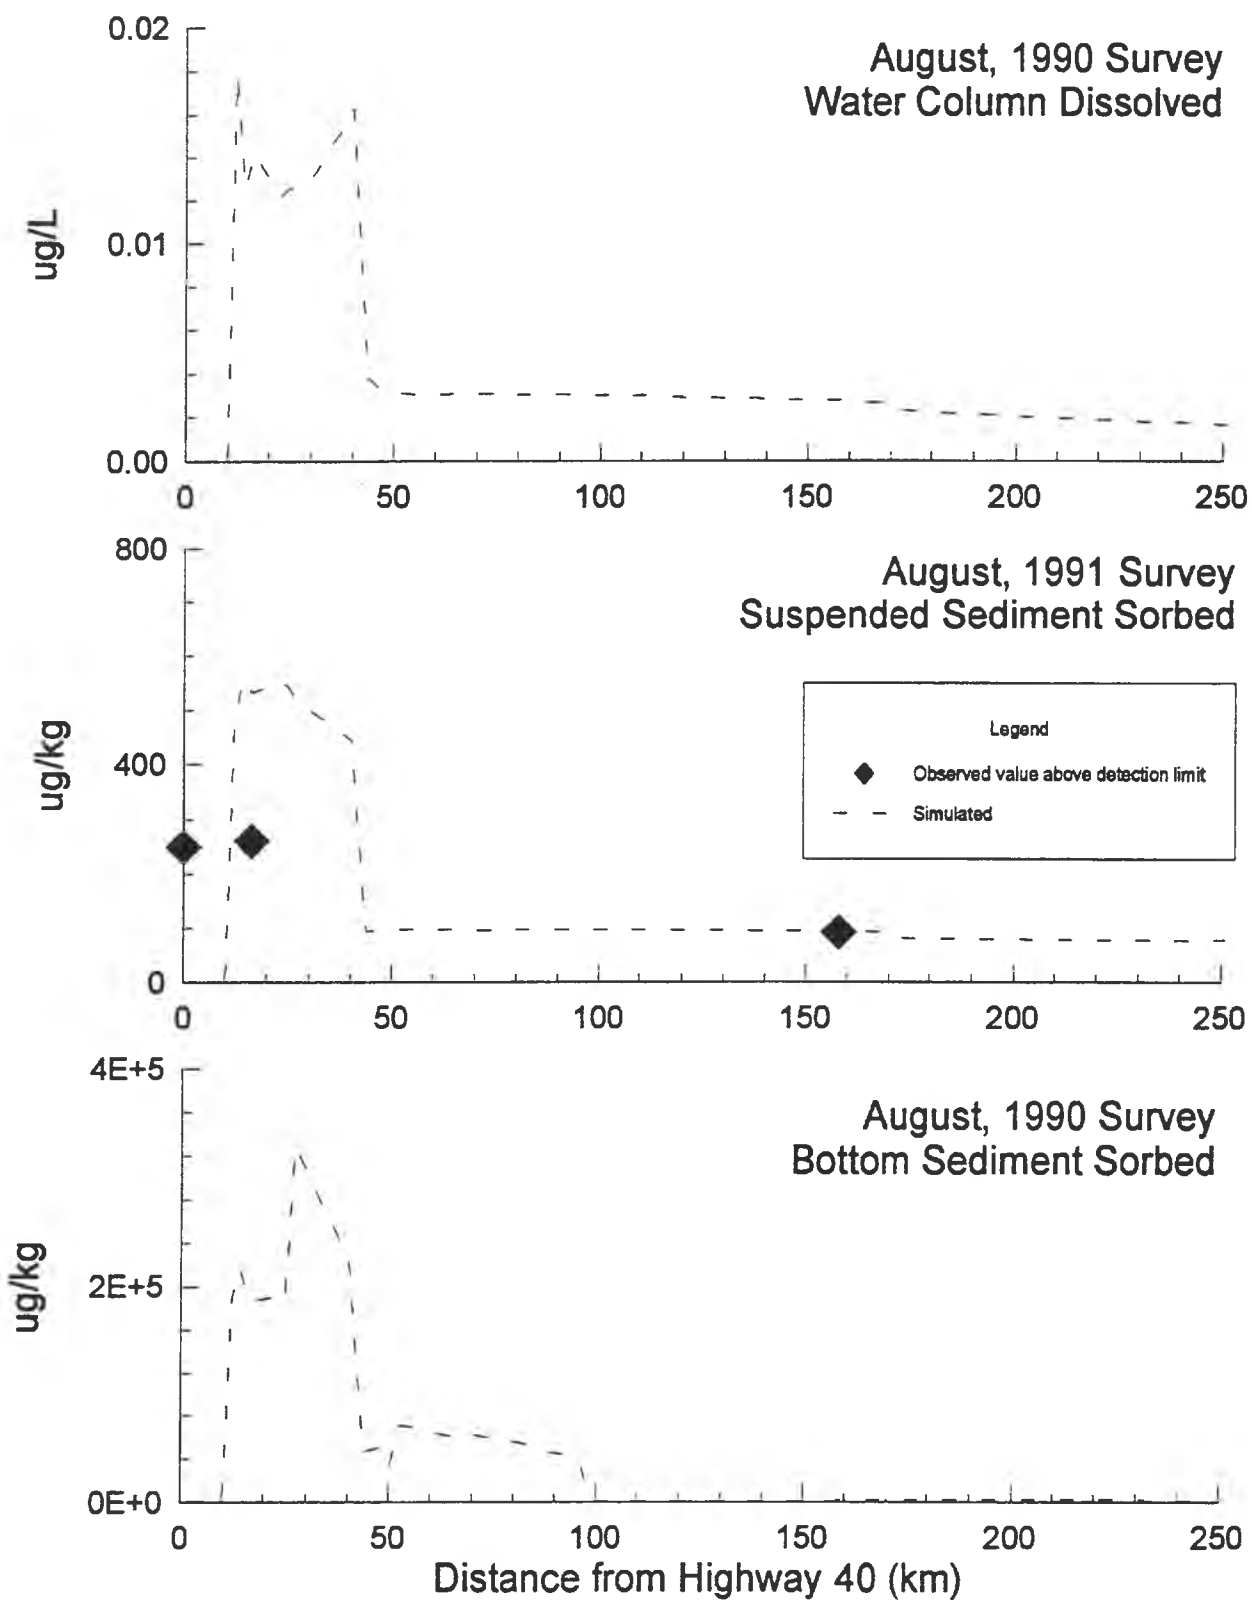 August, 1990 Survey
Water Column Dissolved
0.02
0.01
0.00
ug/L
0 50 100 150 200 250
August, 1991 Survey
Suspended Sediment Sorbed
800
400
0
ug/kg
Legend
Observed value above detection limit
Simulated
0 50 100 150 200 250
August, 1990 Survey
Bottom Sediment Sorbed
4E+5
2E+5
0E+0
ug/kg
0 50 100 150 200 250
Distance from Highway 40 (km)